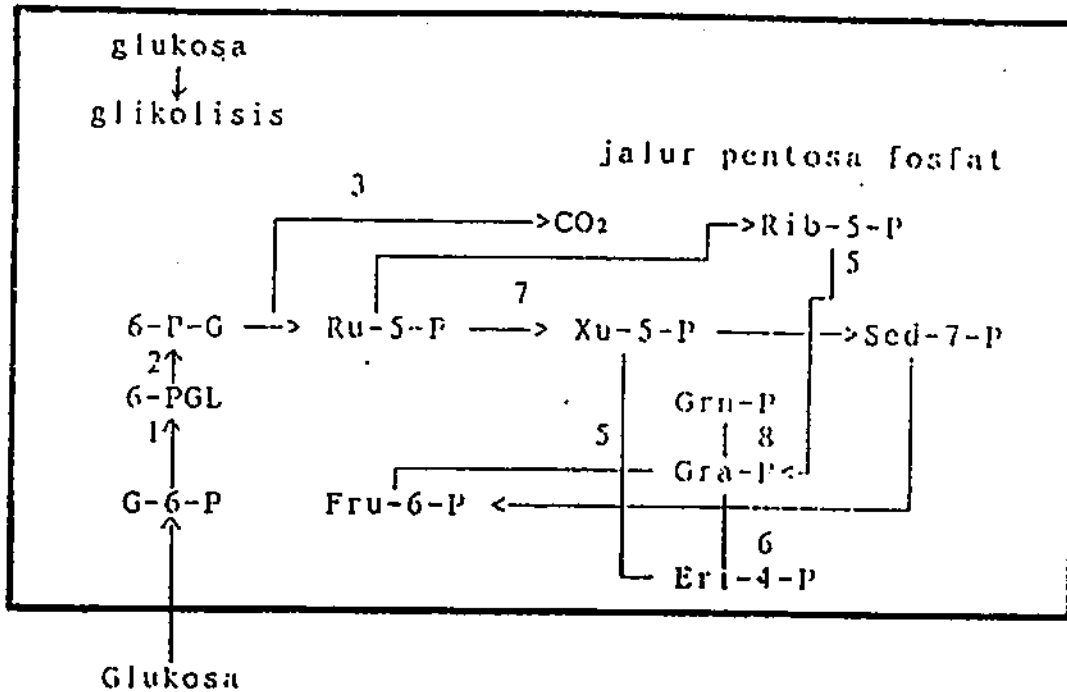 glukosa
glikolisis
jalur pentosa fosfat
3
CO2
Rib-5-P
5
7
6-P-G
Ru-5-P
Xu-5-P
Sed-7-P
2
6-PGL
Grn-P
1
5
8
Gra-P
G-6-P
Fru-6-P
6
Eri-4-P
Glukosa